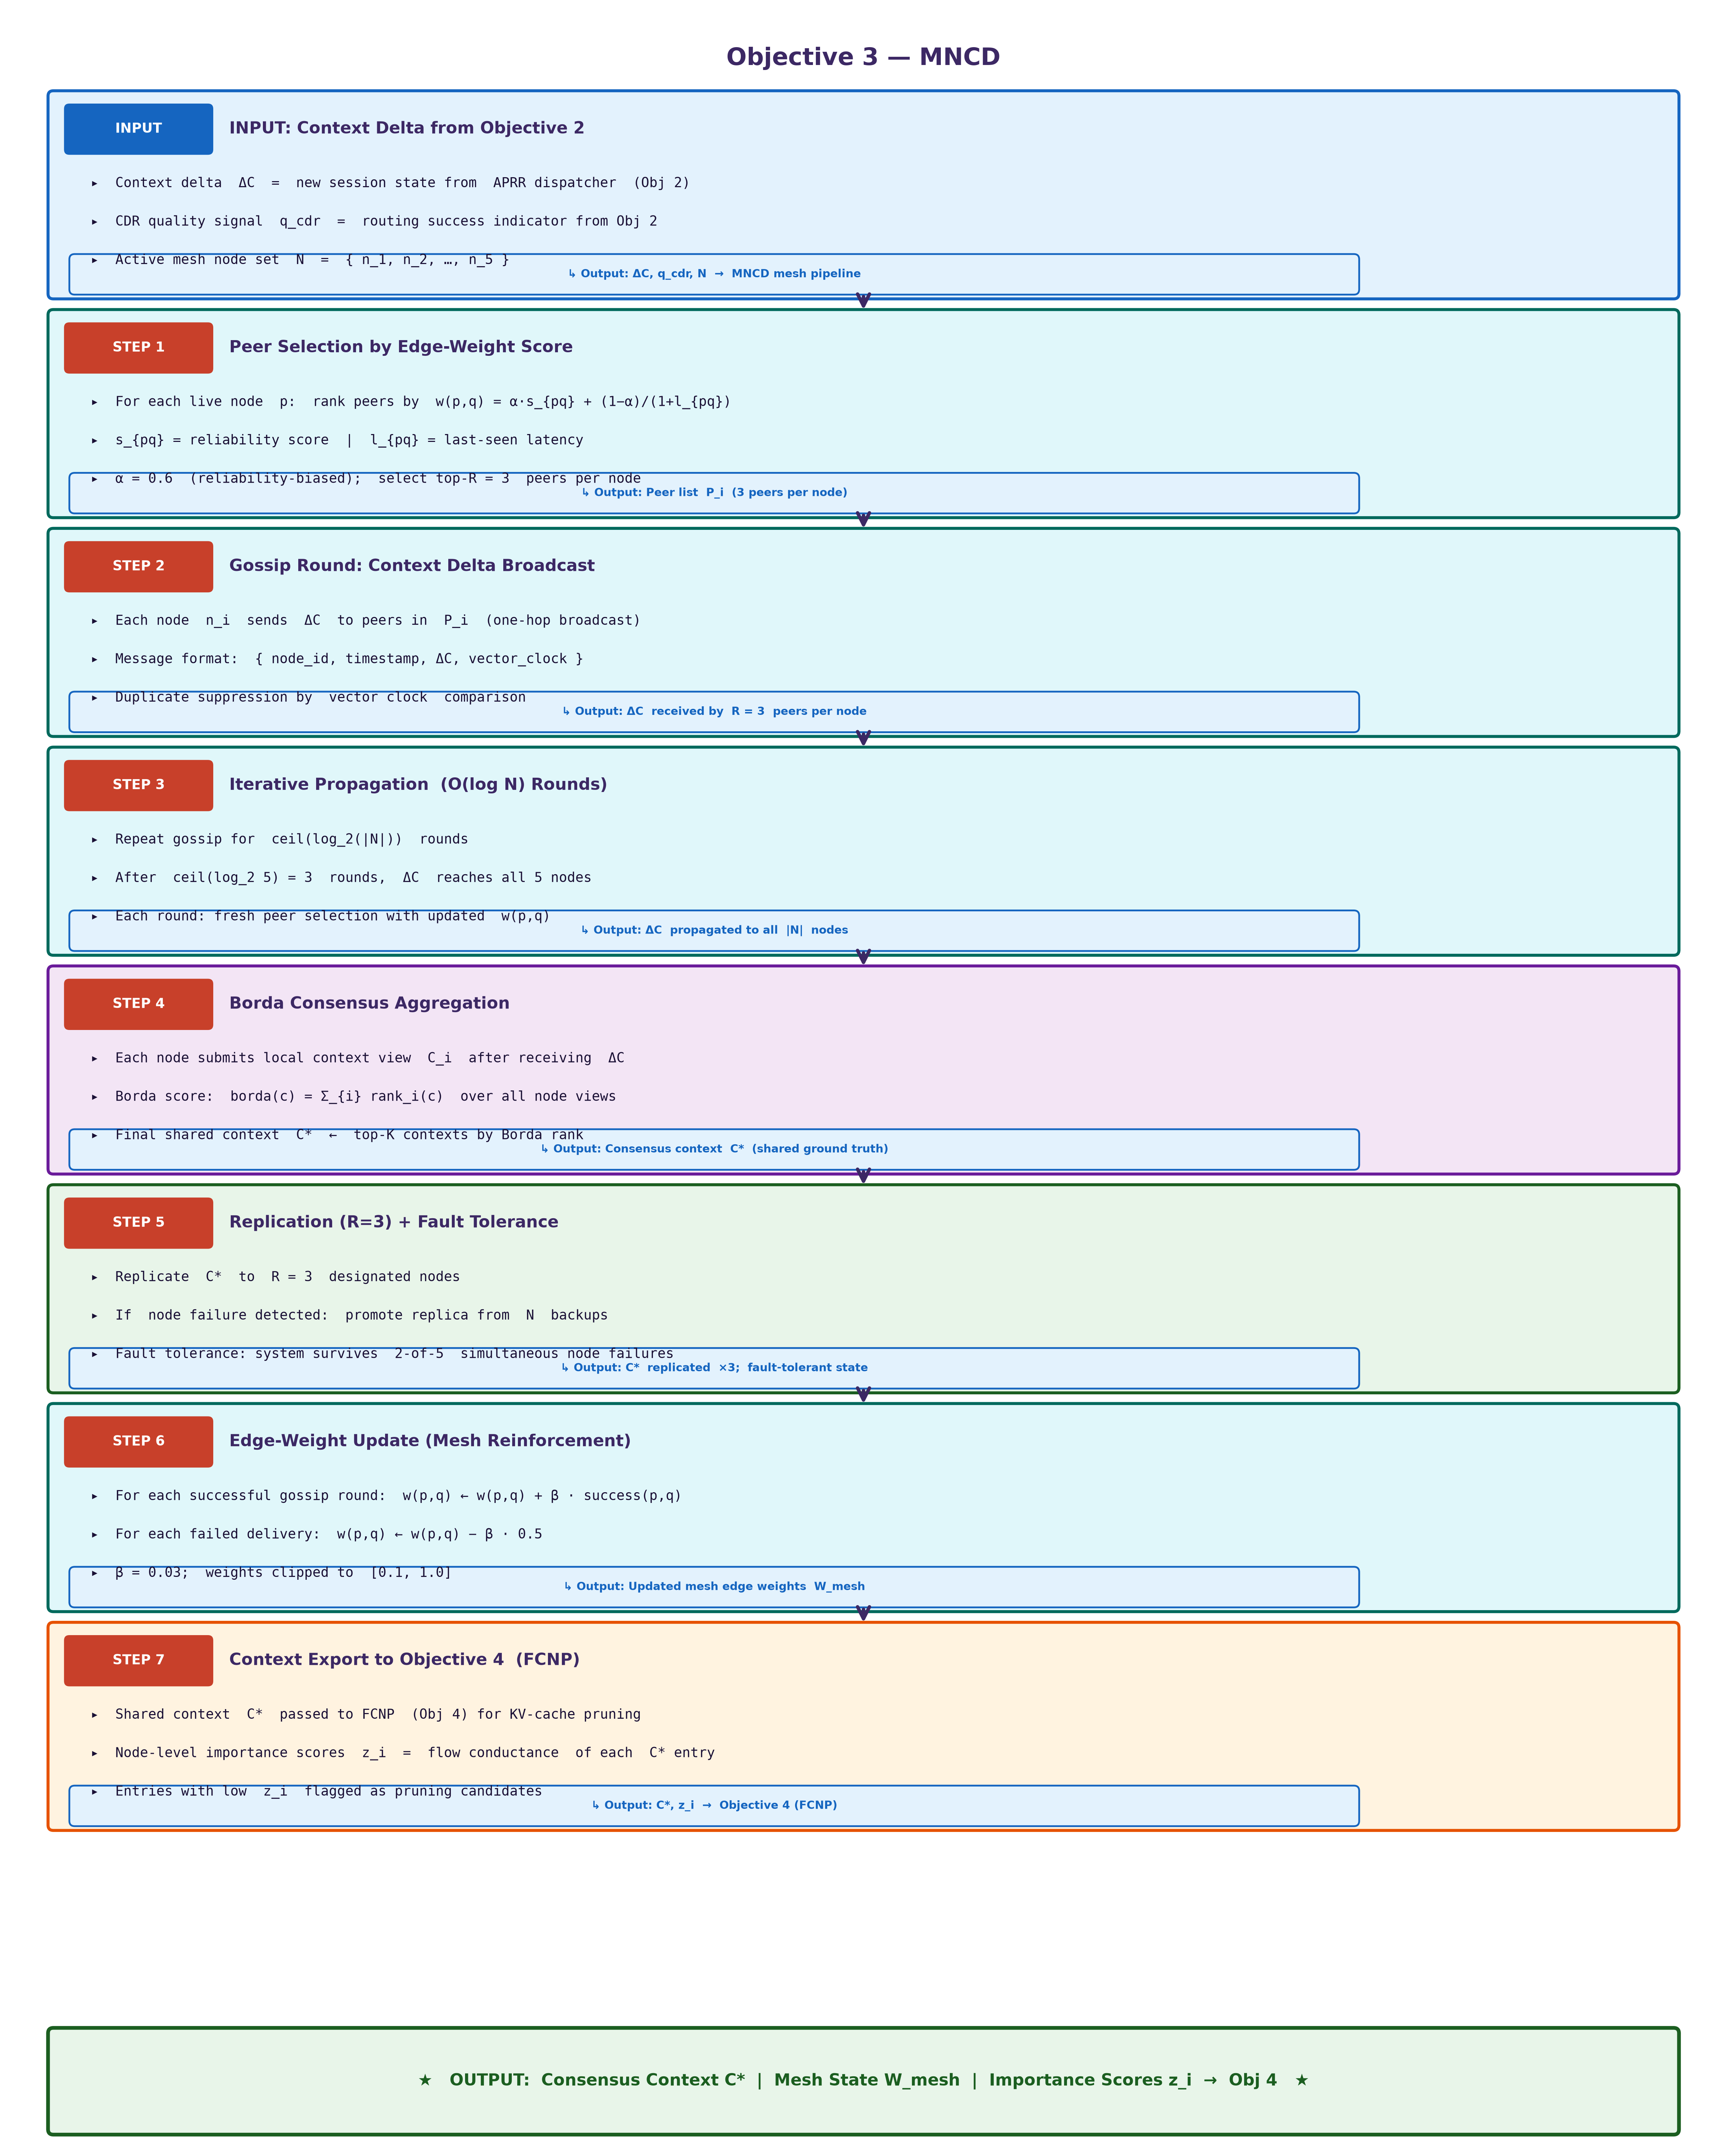 Objective 3 — MNCD
INPUT
INPUT: Context Delta from Objective 2
▸ Context delta ΔC = new session state from APRR dispatcher (Obj 2)
▸ CDR quality signal q_cdr = routing success indicator from Obj 2
▸ Active mesh node set N = { n_1, n_2, …, n_5 }
↳ Output: ΔC, q_cdr, N → MNCD mesh pipeline
STEP 1
Peer Selection by Edge-Weight Score
▸ For each live node p: rank peers by w(p,q) = α·s_{pq} + (1−α)/(1+l_{pq})
▸ s_{pq} = reliability score | l_{pq} = last-seen latency
▸ α = 0.6 (reliability-biased); select top-R = 3 peers per node
↳ Output: Peer list P_i (3 peers per node)
STEP 2
Gossip Round: Context Delta Broadcast
▸ Each node n_i sends ΔC to peers in P_i (one-hop broadcast)
▸ Message format: { node_id, timestamp, ΔC, vector_clock }
▸ Duplicate suppression by vector clock comparison
↳ Output: ΔC received by R = 3 peers per node
STEP 3
Iterative Propagation (O(log N) Rounds)
▸ Repeat gossip for ceil(log_2(|N|)) rounds
▸ After ceil(log_2 5) = 3 rounds, ΔC reaches all 5 nodes
▸ Each round: fresh peer selection with updated w(p,q)
↳ Output: ΔC propagated to all |N| nodes
STEP 4
Borda Consensus Aggregation
▸ Each node submits local context view C_i after receiving ΔC
▸ Borda score: borda(c) = Σ_{i} rank_i(c) over all node views
▸ Final shared context C* ← top-K contexts by Borda rank
↳ Output: Consensus context C* (shared ground truth)
STEP 5
Replication (R=3) + Fault Tolerance
▸ Replicate C* to R = 3 designated nodes
▸ If node failure detected: promote replica from N backups
▸ Fault tolerance: system survives 2-of-5 simultaneous node failures
↳ Output: C* replicated ×3; fault-tolerant state
STEP 6
Edge-Weight Update (Mesh Reinforcement)
▸ For each successful gossip round: w(p,q) ← w(p,q) + β · success(p,q)
▸ For each failed delivery: w(p,q) ← w(p,q) − β · 0.5
▸ β = 0.03; weights clipped to [0.1, 1.0]
↳ Output: Updated mesh edge weights W_mesh
STEP 7
Context Export to Objective 4 (FCNP)
▸ Shared context C* passed to FCNP (Obj 4) for KV-cache pruning
▸ Node-level importance scores z_i = flow conductance of each C* entry
▸ Entries with low z_i flagged as pruning candidates
↳ Output: C*, z_i → Objective 4 (FCNP)
★ OUTPUT: Consensus Context C* | Mesh State W_mesh | Importance Scores z_i → Obj 4 ★